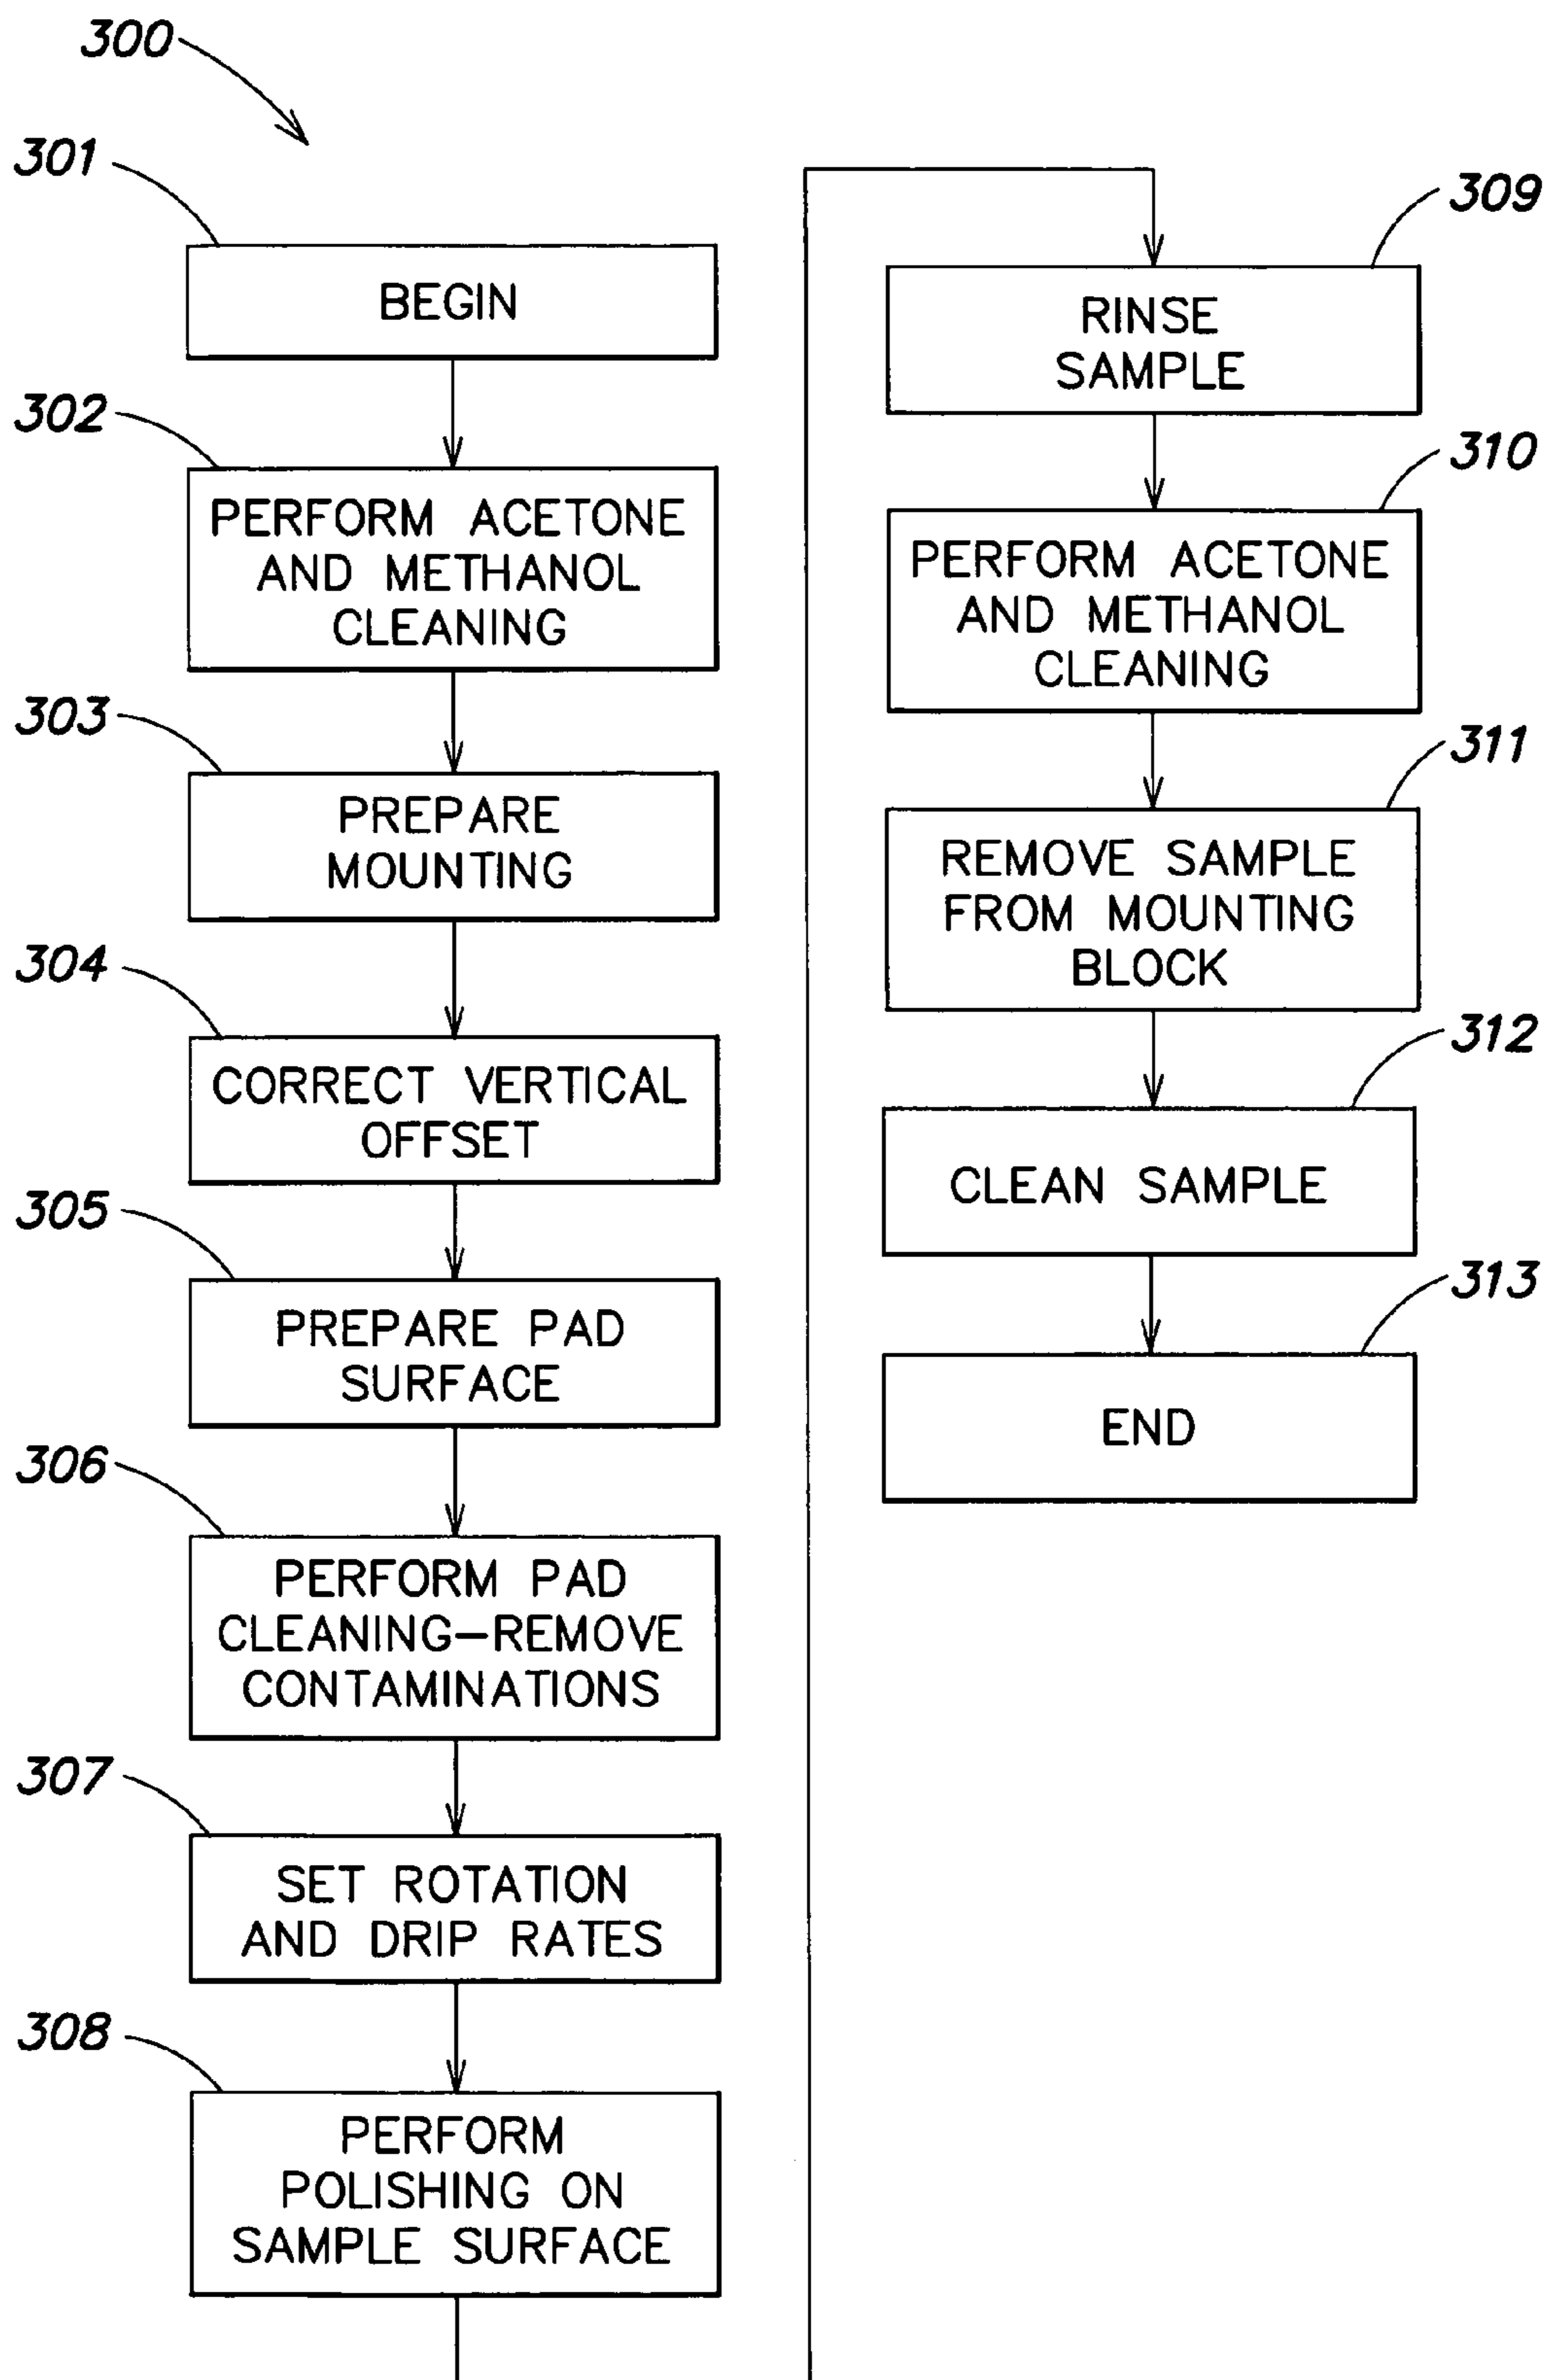 300
301
BEGIN
302
PERFORM ACETONE
AND METHANOL
CLEANING
303
PREPARE
MOUNTING
304
CORRECT VERTICAL
OFFSET
305
PREPARE PAD
SURFACE
306
PERFORM PAD
CLEANING—REMOVE
CONTAMINATIONS
307
SET ROTATION
AND DRIP RATES
308
PERFORM
POLISHING ON
SAMPLE SURFACE
309
RINSE
SAMPLE
310
PERFORM ACETONE
AND METHANOL
CLEANING
311
REMOVE SAMPLE
FROM MOUNTING
BLOCK
312
CLEAN SAMPLE
313
END